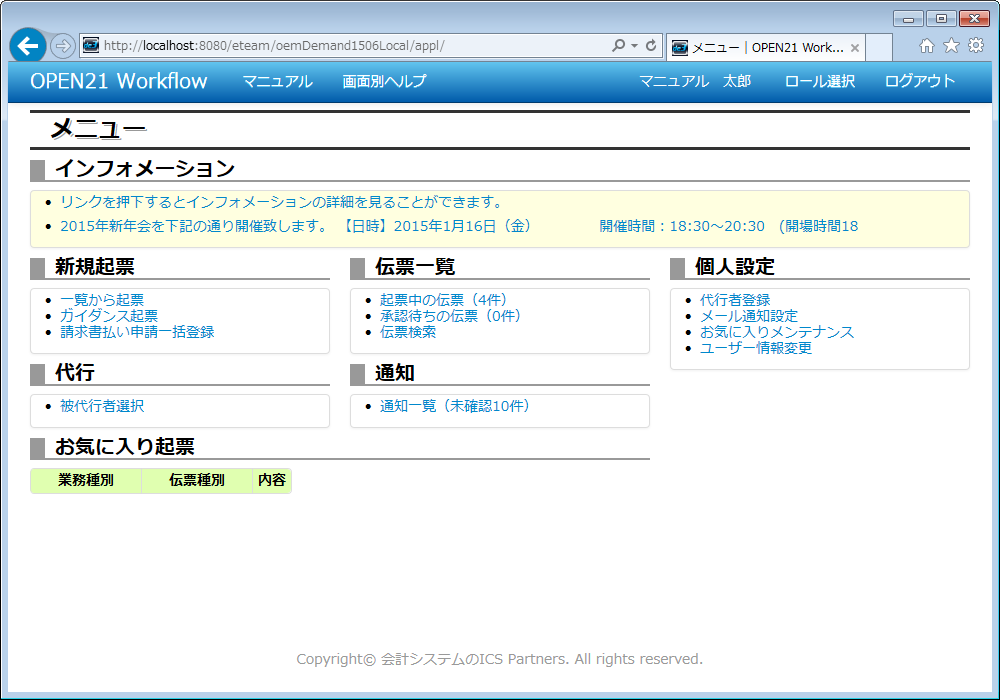 http://localhost:8080/eteam/oemDemand1506Local/appl/
メニュー | OPEN21 Work...
OPEN21 Workflow マニュアル 画面別ヘルプ マニュアル 太郎 ロール選択 ログアウト
メニュー
インフォメーション
リンクを押下するとインフォメーションの詳細を見ることができます。
2015年新年会を下記の通り開催致します。 【日時】2015年1月16日（金） 開催時間：18:30～20:30 (開場時間18
新規起票
一覧から起票
ガイダンス起票
請求書払い申請一括登録
伝票一覧
起票中の伝票（4件）
承認待ちの伝票（0件）
伝票検索
個人設定
代行者登録
メール通知設定
お気に入りメンテナンス
ユーザー情報変更
代行
被代行者選択
通知
通知一覧（未確認10件）
お気に入り起票
業務種別 伝票種別 内容
Copyright© 会計システムのICS Partners. All rights reserved.